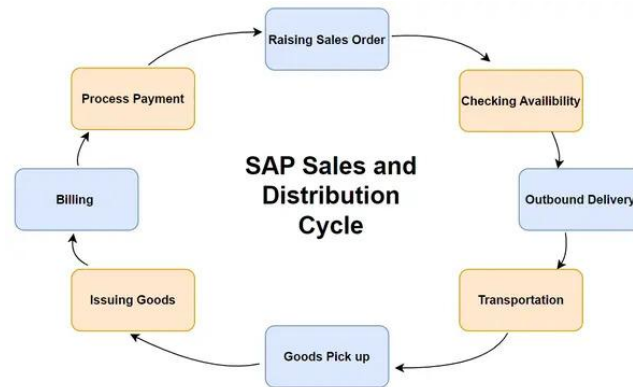 Raising Sales Order
Process Payment
Checking Availibility
SAP Sales and
Distribution
Cycle
Billing
Outbound Delivery
Issuing Goods
Transportation
Goods Pick up